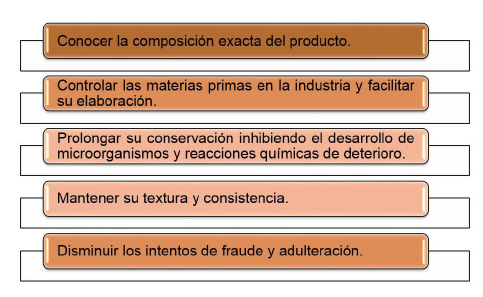 Conocer la composición exacta del producto.
Controlar las materias primas en la industria y facilitar
su elaboración.
Prolongar su conservación inhibiendo el desarrollo de
microorganismos y reacciones químicas de deterioro.
Mantener su textura y consistencia.
Disminuir los intentos de fraude y adulteración.